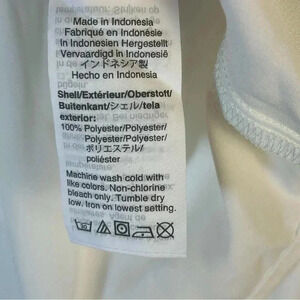 Made in Indonesia
Fabriqué en Indonésie
In Indonesien Hergestellt
Vervaardigd in Indonesië
インドネシア製
Hecho en Indonesia
Shell/Extérieur/Oberstoff/
Buitenkant/シェル/tela
exterior:
100% Polyester/Polyester/
Polyester/Polyester/
ポリエステル/
poliéster
Machine wash cold with
like colors. Non-chlorine
bleach only. Tumble dry
low. Iron on lowest setting.